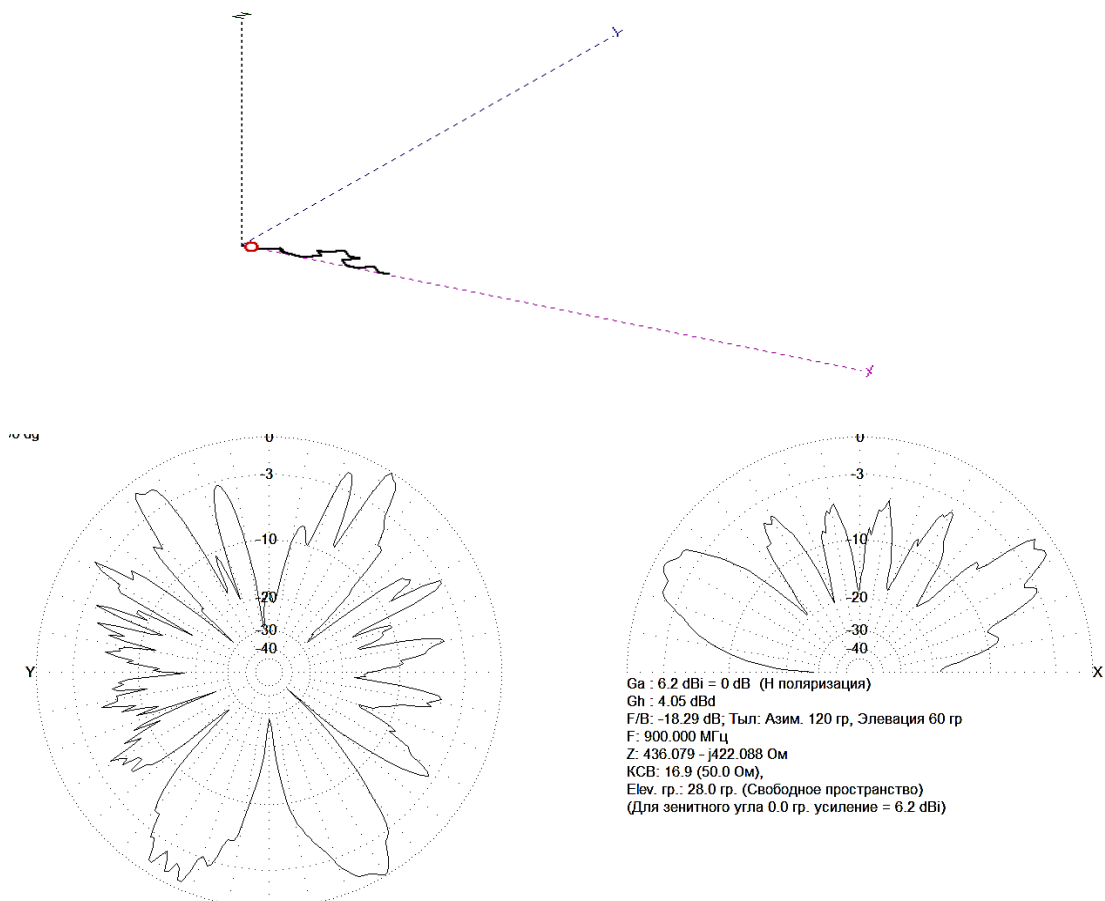 Y
X
0
-3
-10
-20
-30
-40
Y
0
-3
-10
-20
-30
-40
X
Ga : 6.2 dBi = 0 dB (H поляризация)
Gh : 4.05 dBd
F/B: -18.29 dB; Тыл: Азим. 120 гр, Элевация 60 гр
F: 900.000 МГц
Z: 436.079 - j422.088 Ом
КСВ: 16.9 (50.0 Ом),
Elev. гр.: 28.0 гр. (Свободное пространство)
(Для зенитного угла 0.0 гр. усиление = 6.2 dBi)